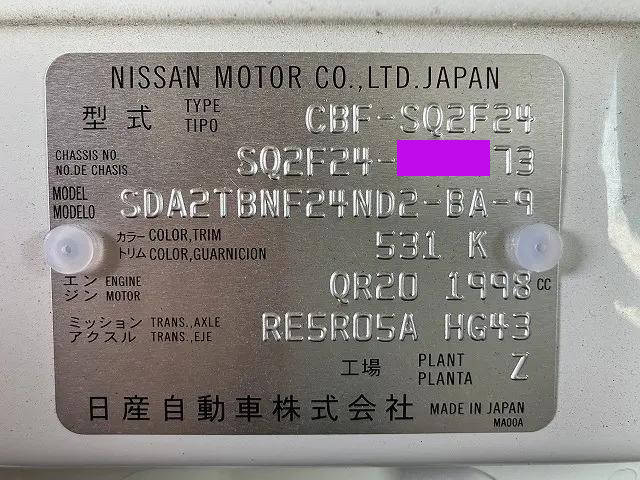 NISSAN MOTOR CO.,LTD.JAPAN
型式 TYPE TIPO CBF-SQ2F24
CHASSIS NO. NO.DE CHASIS SQ2F24- 73
MODEL MODELO SDA2TBNF24ND2-BA-9
カラー COLOR,TRIM トリム COLOR,GUARNICION 531 K
エンジン ENGINE MOTOR QR20 1998 CC
ミッション TRANS.,AXLE アクスル TRANS.,EJE RE5R05A HG43
工場 PLANT PLANTA Z
日産自動車株式会社 MADE IN JAPAN
MA00A